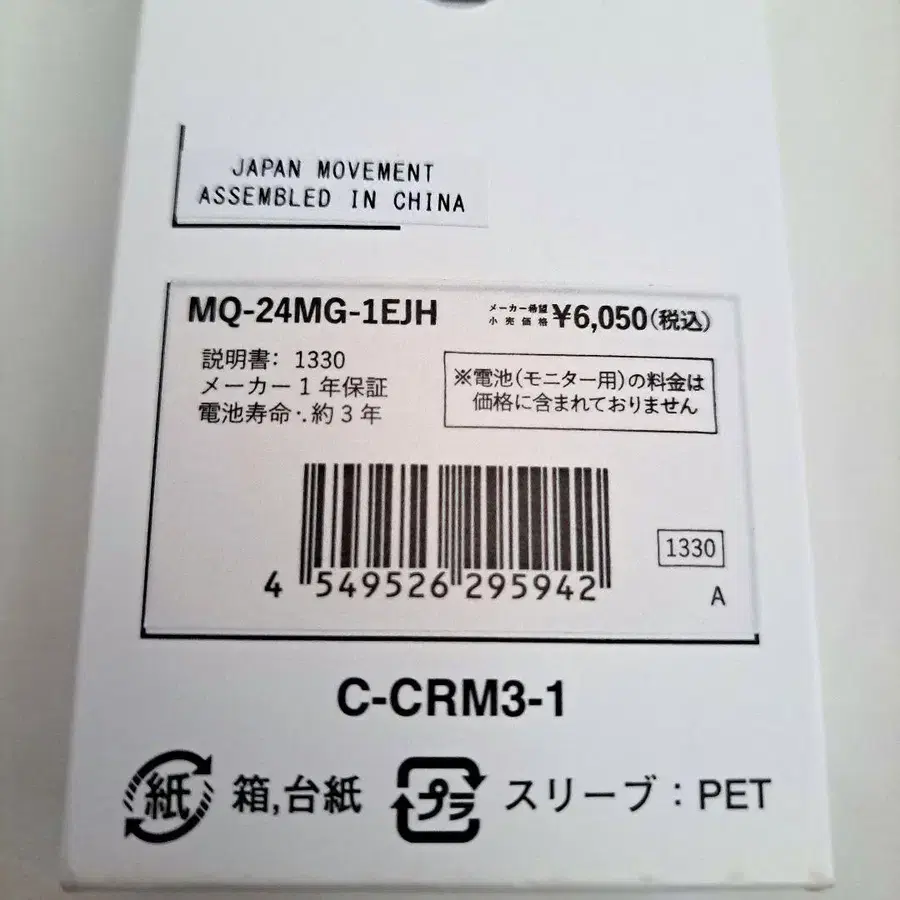 JAPAN MOVEMENT
ASSEMBLED IN CHINA
MQ-24MG-1EJH
メーカー希望
小売価格 ¥6,050(税込)
説明書: 1330
メーカー1年保証
電池寿命:約3年
※電池(モニター用)の料金は
価格に含まれておりません
4 549526 295942
1330
A
C-CRM3-1
紙 箱,台紙 プラ スリーブ:PET